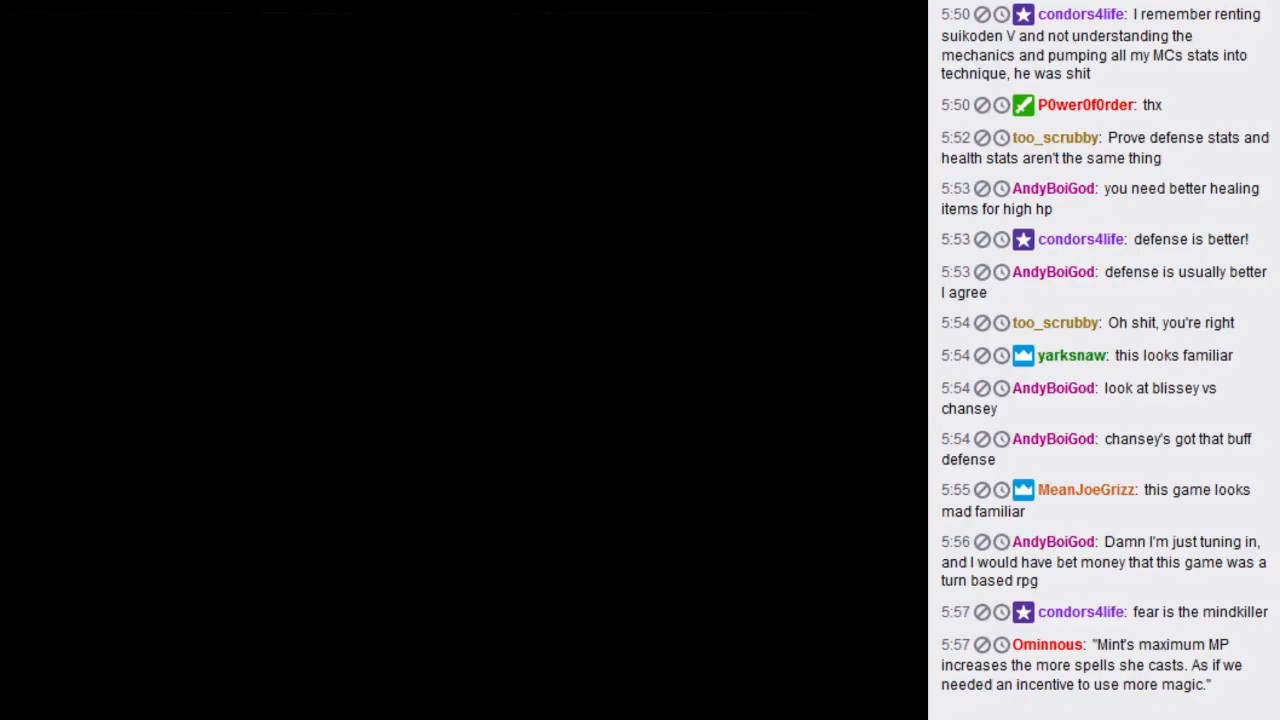 5:50 condors4life: I remember renting
suikoden V and not understanding the
mechanics and pumping all my MCs stats into
technique, he was shit
5:50 P0wer0f0rder: thx
5:52 too_scrubby: Prove defense stats and
health stats aren't the same thing
5:53 AndyBoiGod: you need better healing
items for high hp
5:53 condors4life: defense is better!
5:53 AndyBoiGod: defense is usually better
I agree
5:54 too_scrubby: Oh shit, you're right
5:54 yarksnaw: this looks familiar
5:54 AndyBoiGod: look at blissey vs
chansey
5:54 AndyBoiGod: chansey's got that buff
defense
5:55 MeanJoeGrizz: this game looks
mad familiar
5:56 AndyBoiGod: Damn I'm just tuning in,
and I would have bet money that this game was a
turn based rpg
5:57 condors4life: fear is the mindkiller
5:57 Ominnous: "Mint's maximum MP
increases the more spells she casts. As if we
needed an incentive to use more magic."